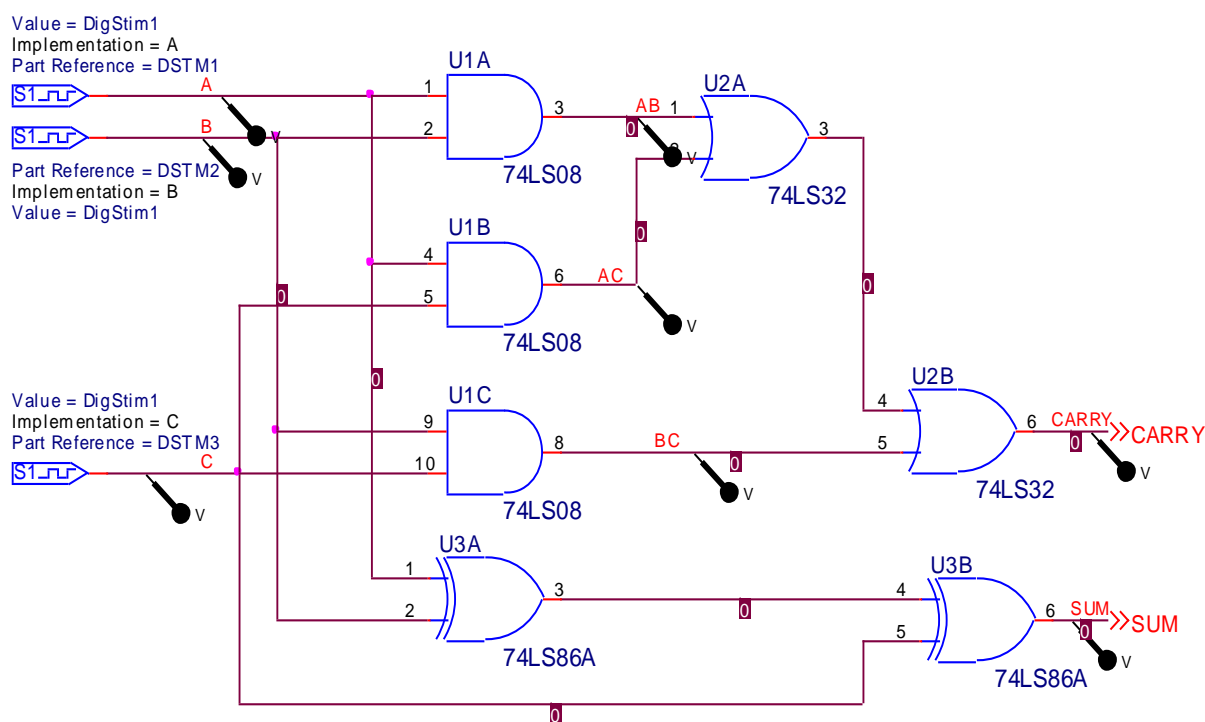 Value = DigStim1
Implementation = A
Part Reference = DSTM1
S1
A
S1
B
Part Reference = DSTM2
Implementation = B
Value = DigStim1
V
V
U1A
1
2
3
74LS08
AB
0
V
1
2
U2A
3
74LS32
U1B
4
5
6
74LS08
AC
0
V
0
0
0
Value = DigStim1
Implementation = C
Part Reference = DSTM3
S1
C
V
U1C
9
10
8
74LS08
BC
0
V
U2B
4
5
6
74LS32
CARRY
0
CARRY
V
U3A
1
2
3
74LS86A
0
U3B
4
5
6
74LS86A
SUM
0
SUM
V
0